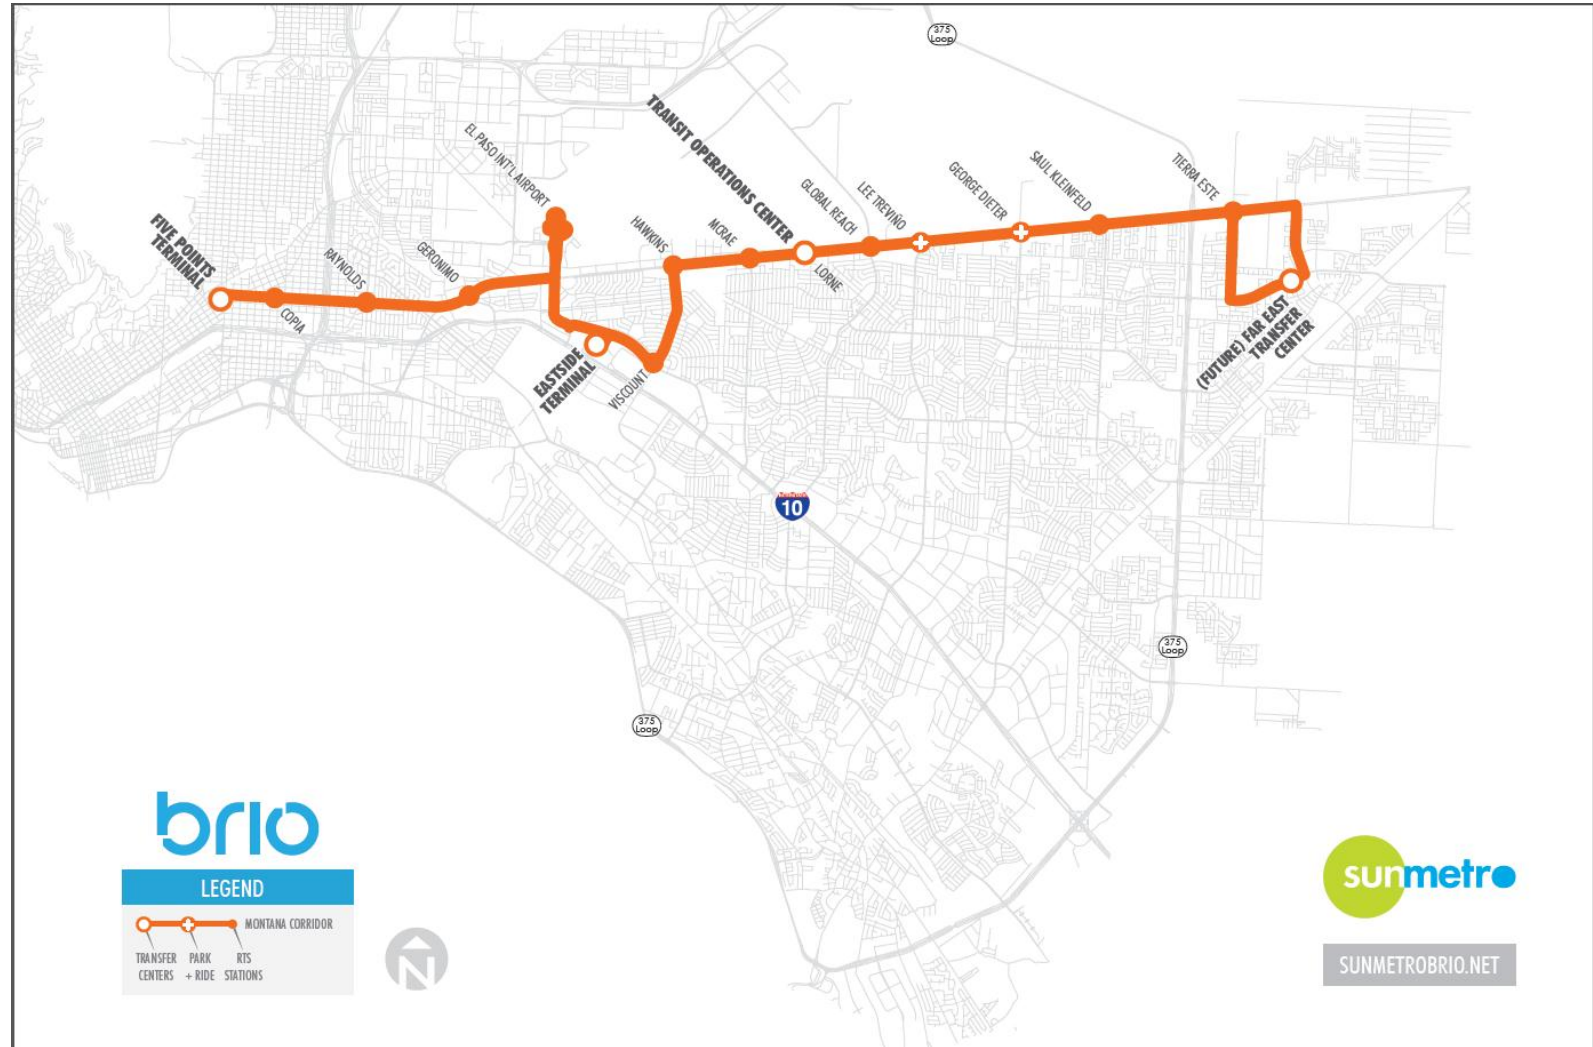 375
Loop
TRANSIT OPERATIONS CENTER
EL PASO INT'L AIRPORT
FIVE POINTS
TERMINAL
RAYNOLDS
GERONIMO
COPIA
HAWKINS
MCRAE
GLOBAL REACH
LEE TREVIÑO
GEORGE DIETER
SAUL KLEINFELD
TIERRA ESTE
LORNE
EASTSIDE
TERMINAL
VISCOUNT
(FUTURE) FAR EAST
TRANSFER
CENTER
10
375
Loop
375
Loop
brio
LEGEND
MONTANA CORRIDOR
TRANSFER
CENTERS
PARK
+ RIDE
RTS
STATIONS
N
sunmetro
SUNMETROBRIO.NET